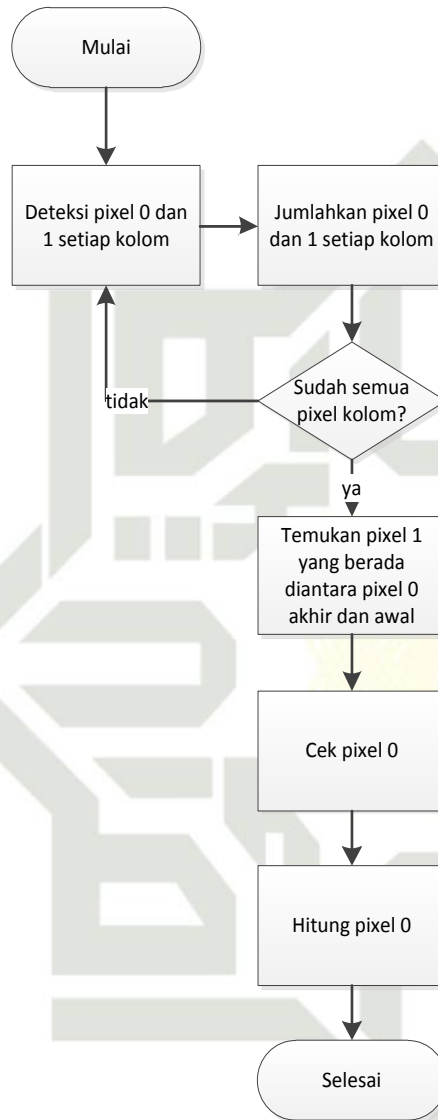 Mulai
Deteksi pixel 0 dan
1 setiap kolom
Jumlahkan pixel 0
dan 1 setiap kolom
Sudah semua
pixel kolom?
tidak
ya
Temukan pixel 1
yang berada
diantara pixel 0
akhir dan awal
Cek pixel 0
Hitung pixel 0
Selesai